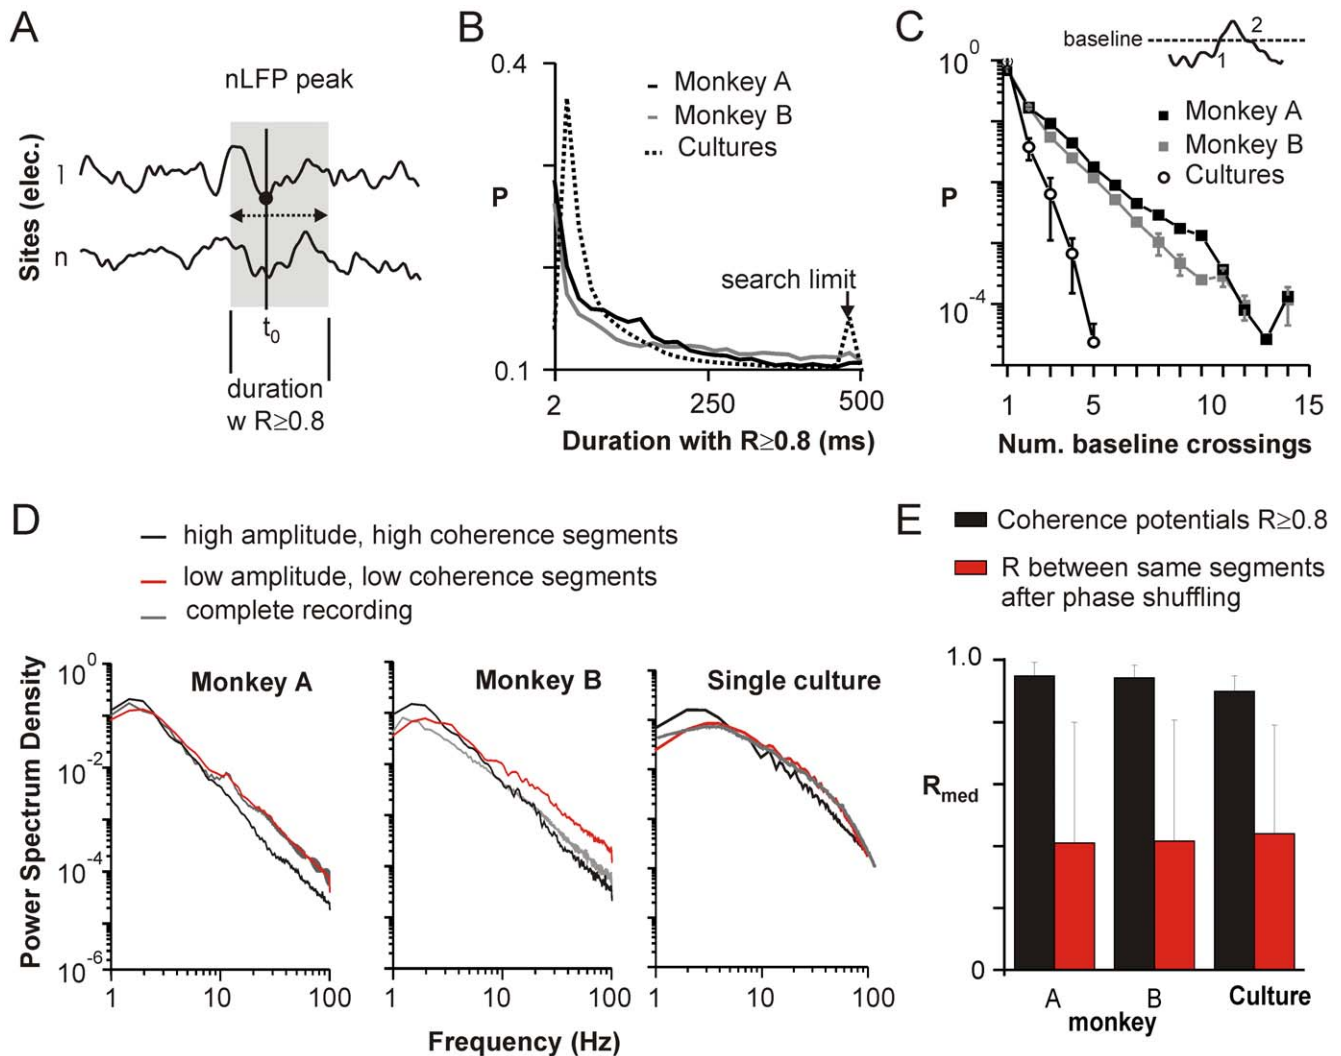 A
nLFP peak
Sites (elec.)
1
n
t0
duration
w R≥0.8
B
0.4
P
0.1
Monkey A
Monkey B
Cultures
search limit
2
250
500
Duration with R≥0.8 (ms)
C
baseline
1
2
10^0
P
10^-4
Monkey A
Monkey B
Cultures
1
5
10
15
Num. baseline crossings
D
high amplitude, high coherence segments
low amplitude, low coherence segments
complete recording
Power Spectrum Density
10^0
10^-2
10^-4
10^-6
Monkey A
Monkey B
Single culture
1
10
100
1
10
100
1
10
100
Frequency (Hz)
E
Coherence potentials R≥0.8
R between same segments
after phase shuffling
1.0
Rmed
0
A
B
Culture
monkey